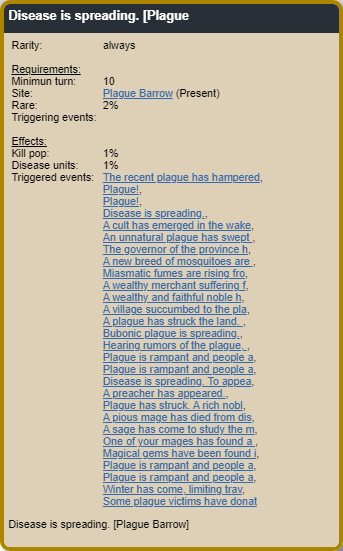 Disease is spreading. [Plague
Rarity: always
Requirements:
Minimun turn: 10
Site: Plague Barrow (Present)
Rare: 2%
Triggering events:
Effects:
Kill pop: 1%
Disease units: 1%
Triggered events: The recent plague has hampered,
Plague!,
Plague!,
Disease is spreading.,
A cult has emerged in the wake,
An unnatural plague has swept ,
The governor of the province h,
A new breed of mosquitoes are ,
Miasmatic fumes are rising fro,
A wealthy merchant suffering f,
A wealthy and faithful noble h,
A village succumbed to the pla,
A plague has struck the land. ,
Bubonic plague is spreading.,
Hearing rumors of the plague, ,
Plague is rampant and people a,
Plague is rampant and people a,
Disease is spreading. To appea,
A preacher has appeared.,
Plague has struck. A rich nobl,
A pious mage has died from dis,
A sage has come to study the m,
One of your mages has found a ,
Magical gems have been found i,
Plague is rampant and people a,
Plague is rampant and people a,
Winter has come, limiting trav,
Some plague victims have donat
Disease is spreading. [Plague Barrow]